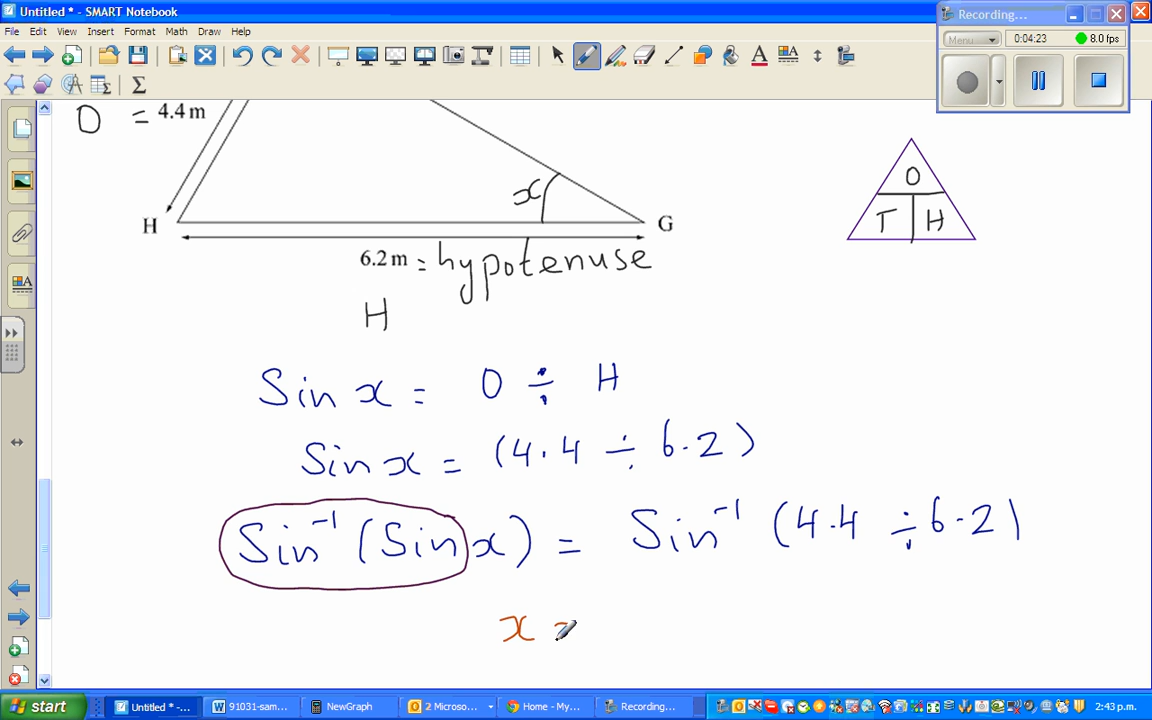 Untitled * - SMART Notebook
Recording...
File Edit View Insert Format Math Draw Help
Menu
0:04:23
8.0 fps
O = 4.4 m
x
H
G
6.2 m = hypotenuse
H
O
T H
Sin x = O ÷ H
Sin x = (4.4 ÷ 6.2)
Sin⁻¹ (Sin x) = Sin⁻¹ (4.4 ÷ 6.2)
x =
start
Untitled * -...
91031-sam...
NewGraph
2 Microso...
Home - My...
Recording...
2:43 p.m.